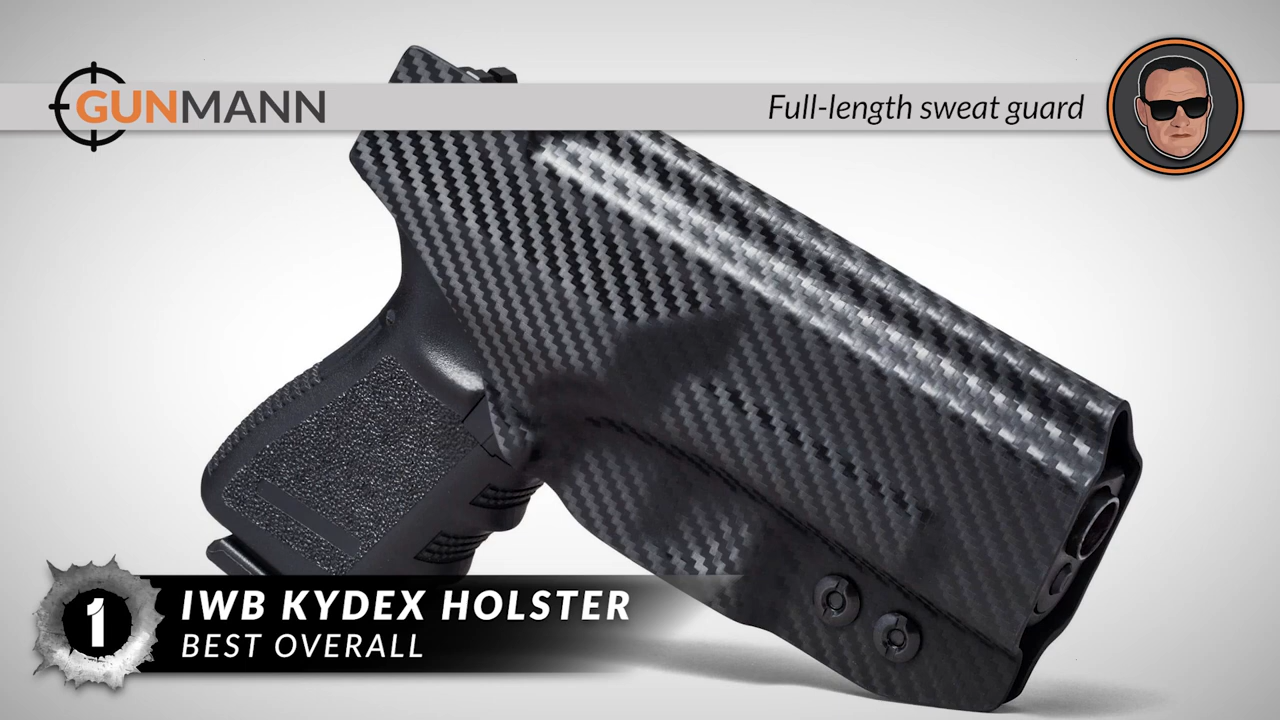 GUNMANN
Full-length sweat guard
1
IWB KYDEX HOLSTER
BEST OVERALL